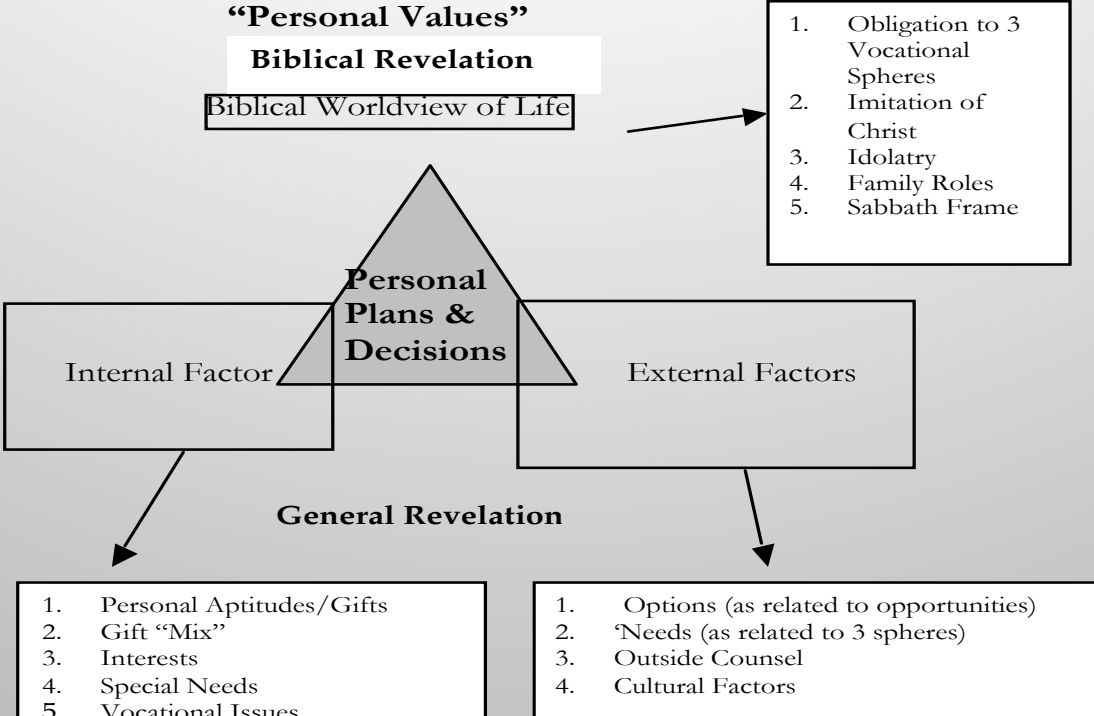 “Personal Values”
Biblical Revelation
Biblical Worldview of Life
1. Obligation to 3
Vocational
Spheres
2. Imitation of
Christ
3. Idolatry
4. Family Roles
5. Sabbath Frame
Personal
Plans &
Decisions
Internal Factor
External Factors
General Revelation
1. Personal Aptitudes/Gifts
2. Gift “Mix”
3. Interests
4. Special Needs
5. Vocational Issues
1. Options (as related to opportunities)
2. ‘Needs (as related to 3 spheres)
3. Outside Counsel
4. Cultural Factors